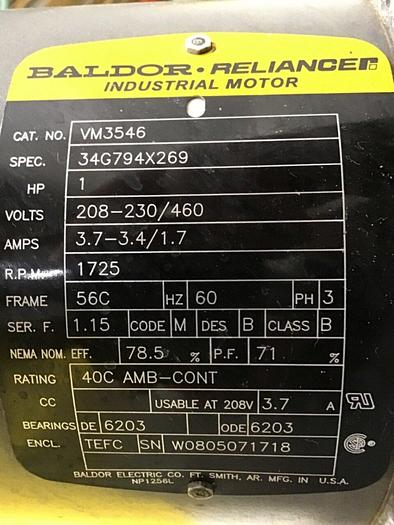 BALDOR • RELIANCER
INDUSTRIAL MOTOR
CAT. NO. VM3546
SPEC. 34G794X269
HP 1
VOLTS 208-230/460
AMPS 3.7-3.4/1.7
R.P.M. 1725
FRAME 56C HZ 60 PH 3
SER. F. 1.15 CODE M DES B CLASS B
NEMA NOM. EFF. 78.5 % P.F. 71 %
RATING 40C AMB-CONT
CC USABLE AT 208V 3.7 A
BEARINGS DE 6203 ODE 6203
ENCL. TEFC SN W0805071718
BALDOR ELECTRIC CO. FT. SMITH, AR. MFG. IN U.S.A.
NP1256L